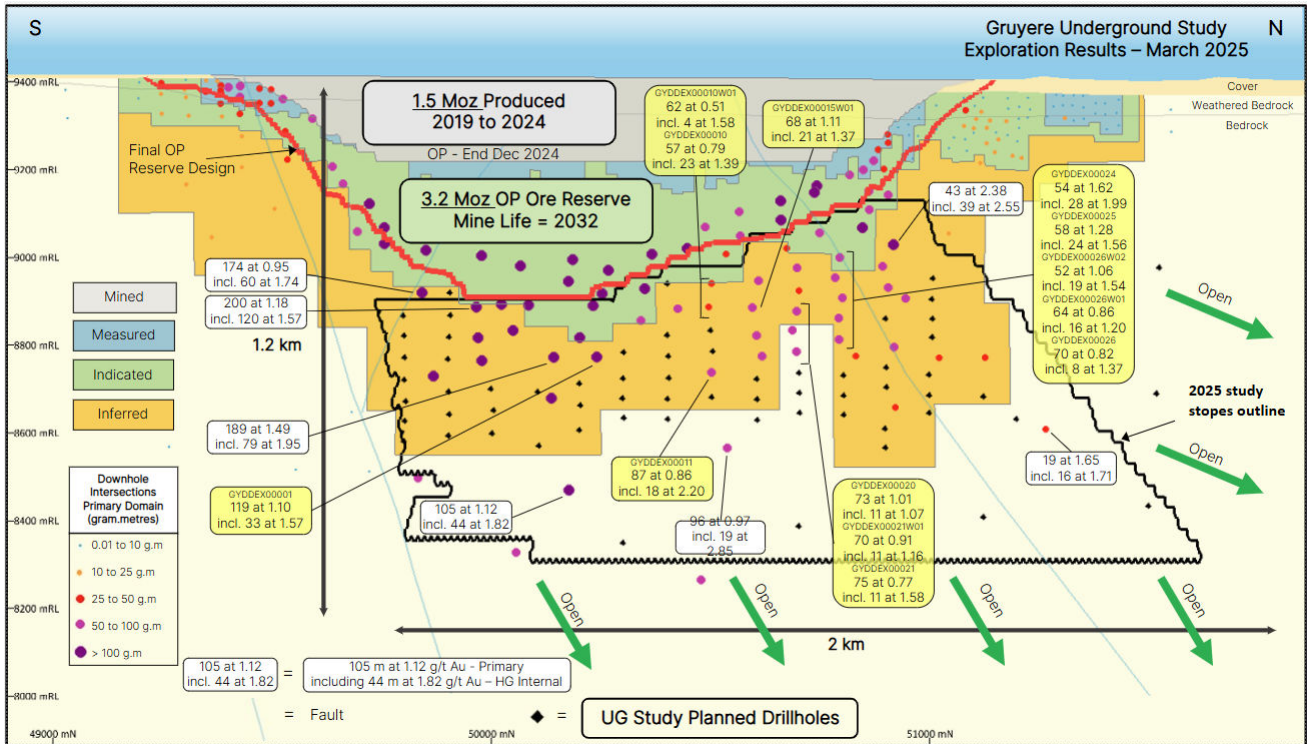 S
Gruyere Underground Study
Exploration Results – March 2025
N
9400 mRL
9200 mRL
9000 mRL
8800 mRL
8600 mRL
8400 mRL
8200 mRL
8000 mRL
49000 mN
50000 mN
51000 mN
Cover
Weathered Bedrock
Bedrock
1.5 Moz Produced
2019 to 2024
OP - End Dec 2024
3.2 Moz OP Ore Reserve
Mine Life = 2032
Final OP
Reserve Design
GYDDEX00010W01
62 at 0.51
incl. 4 at 1.58
GYDDEX00010
57 at 0.79
incl. 23 at 1.39
GYDDEX00015W01
68 at 1.11
incl. 21 at 1.37
43 at 2.38
incl. 39 at 2.55
GYDDEX00024
54 at 1.62
incl. 28 at 1.99
GYDDEX00025
58 at 1.28
incl. 24 at 1.56
GYDDEX00026W02
52 at 1.06
incl. 19 at 1.54
GYDDEX00026W01
64 at 0.86
incl. 16 at 1.20
GYDDEX00026
70 at 0.82
incl. 8 at 1.37
174 at 0.95
incl. 60 at 1.74
200 at 1.18
incl. 120 at 1.57
1.2 km
Mined
Measured
Indicated
Inferred
189 at 1.49
incl. 79 at 1.95
GYDDEX00001
119 at 1.10
incl. 33 at 1.57
105 at 1.12
incl. 44 at 1.82
GYDDEX00011
87 at 0.86
incl. 18 at 2.20
96 at 0.97
incl. 19 at
2.85
GYDDEX00020
73 at 1.01
incl. 11 at 1.07
GYDDEX00021W01
70 at 0.91
incl. 11 at 1.16
GYDDEX00021
75 at 0.77
incl. 11 at 1.58
19 at 1.65
incl. 16 at 1.71
2025 study
stopes outline
Open
Open
Open
Open
Open
Open
2 km
Downhole
Intersections
Primary Domain
(gram.metres)
0.01 to 10 g.m
10 to 25 g.m
25 to 50 g.m
50 to 100 g.m
> 100 g.m
105 at 1.12
incl. 44 at 1.82
=
105 m at 1.12 g/t Au - Primary
including 44 m at 1.82 g/t Au – HG Internal
= Fault
= UG Study Planned Drillholes